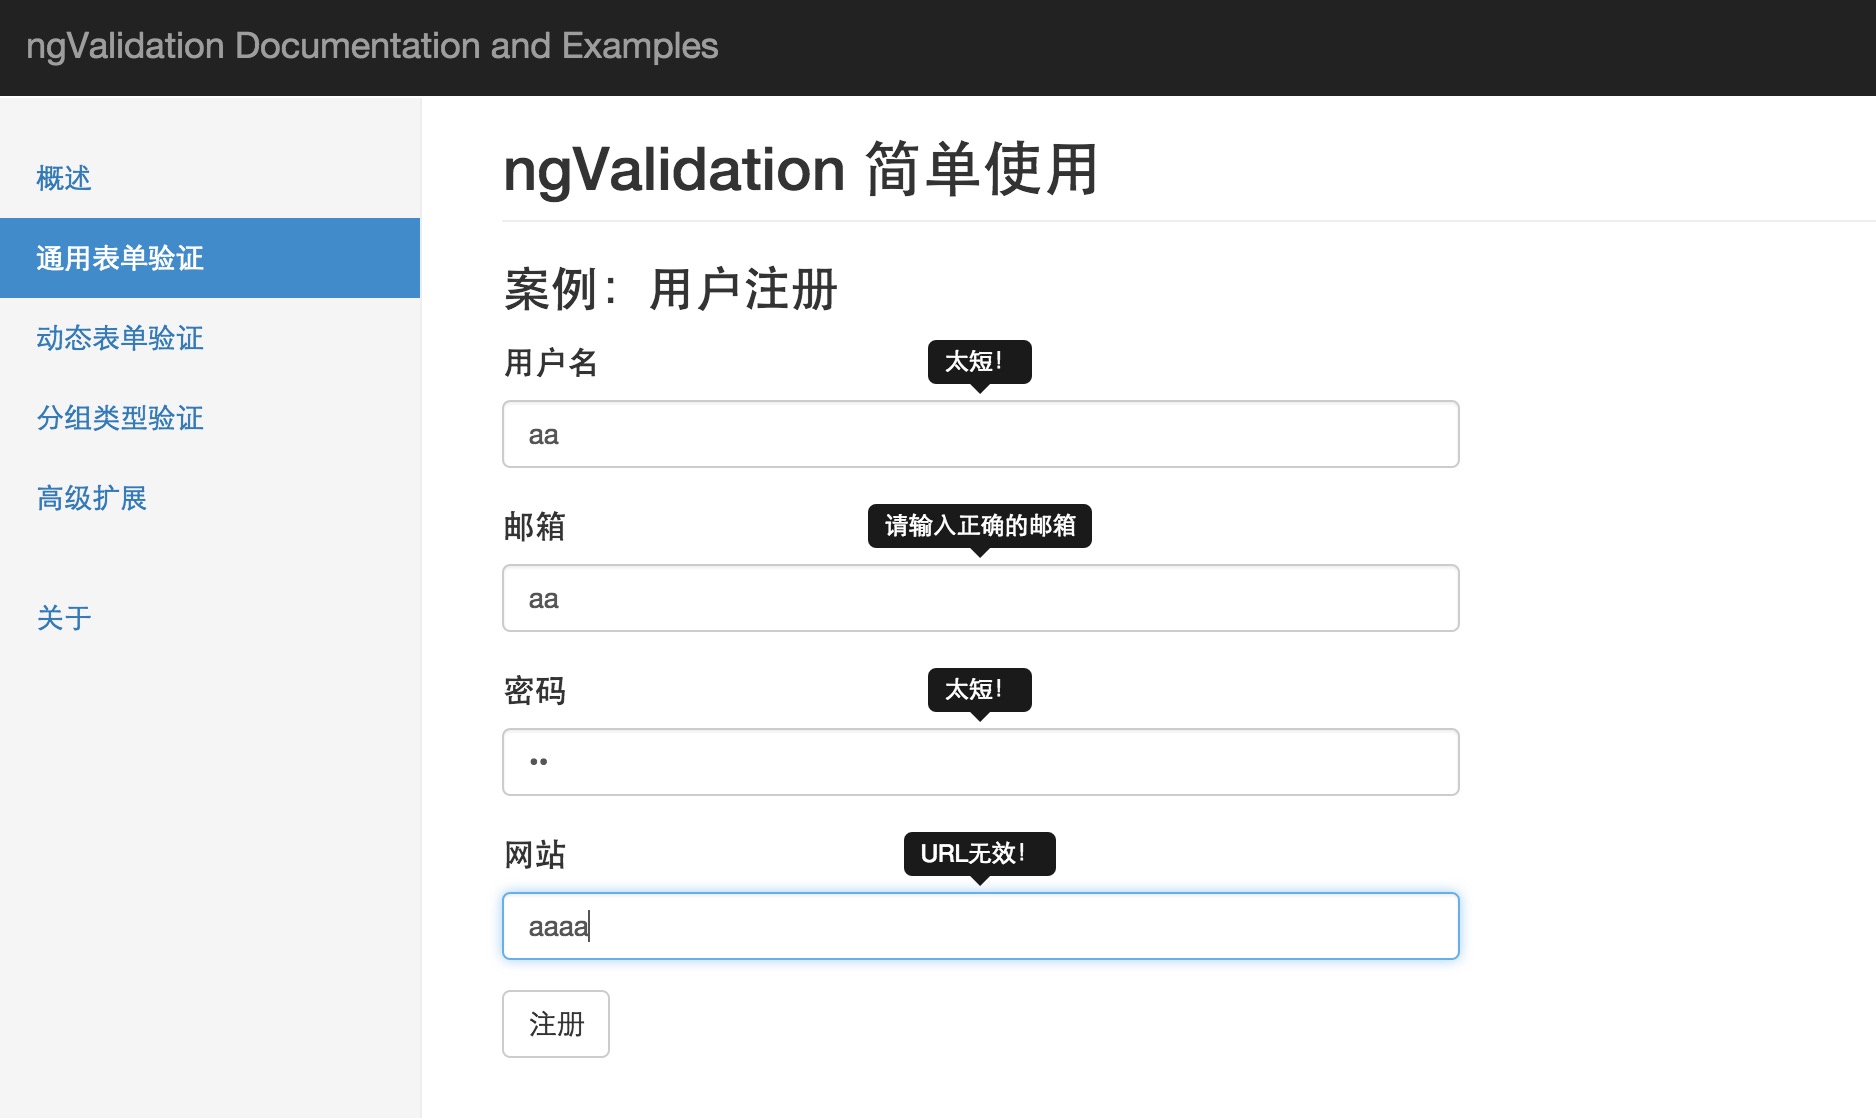 ngValidation Documentation and Examples
概述
通用表单验证
动态表单验证
分组类型验证
高级扩展
关于
ngValidation 简单使用
案例：用户注册
用户名
太短！
aa
邮箱
请输入正确的邮箱
aa
密码
太短！
••
网站
URL无效！
aaaa
注册